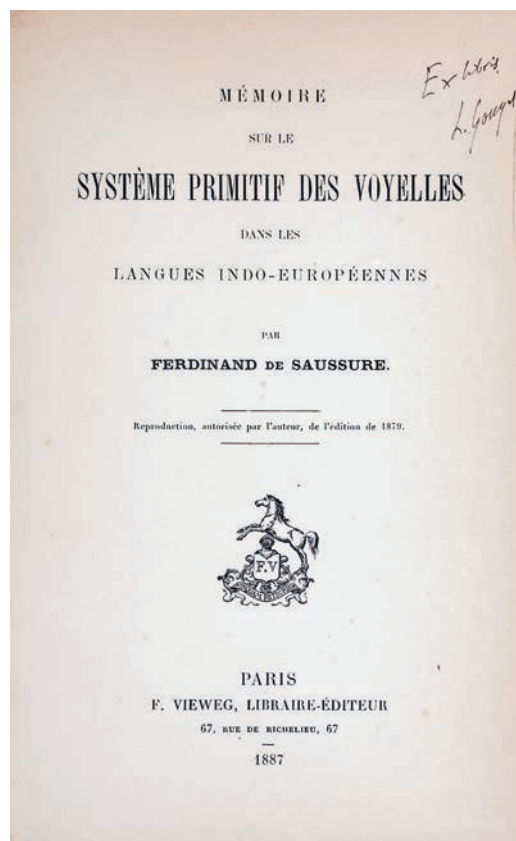 Ex libris
MÉMOIRE
SUR LE
SYSTÈME PRIMITIF DES VOYELLES
DANS LES
LANGUES INDO-EUROPÉENNES
PAR
FERDINAND DE SAUSSURE.
Reproduction, autorisée par l'auteur, de l'édition de 1879.
F.V
PARIS
F. VIEWEG, LIBRAIRE-ÉDITEUR
67, RUE DE RICHELIEU, 67
1887